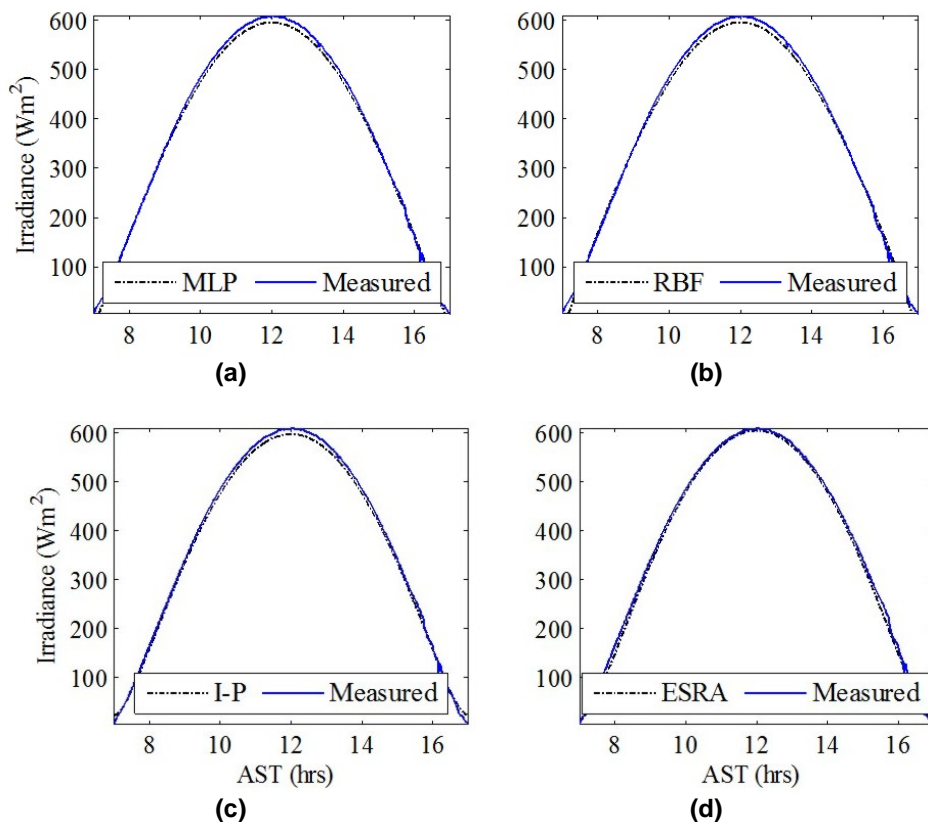 600
500
400
300
200
100
Irradiance (Wm²)
MLP Measured
8 10 12 14 16
(a)
600
500
400
300
200
100
RBF Measured
8 10 12 14 16
(b)
600
500
400
300
200
100
Irradiance (Wm²)
I-P Measured
8 10 12 14 16
AST (hrs)
(c)
600
500
400
300
200
100
ESRA Measured
8 10 12 14 16
AST (hrs)
(d)